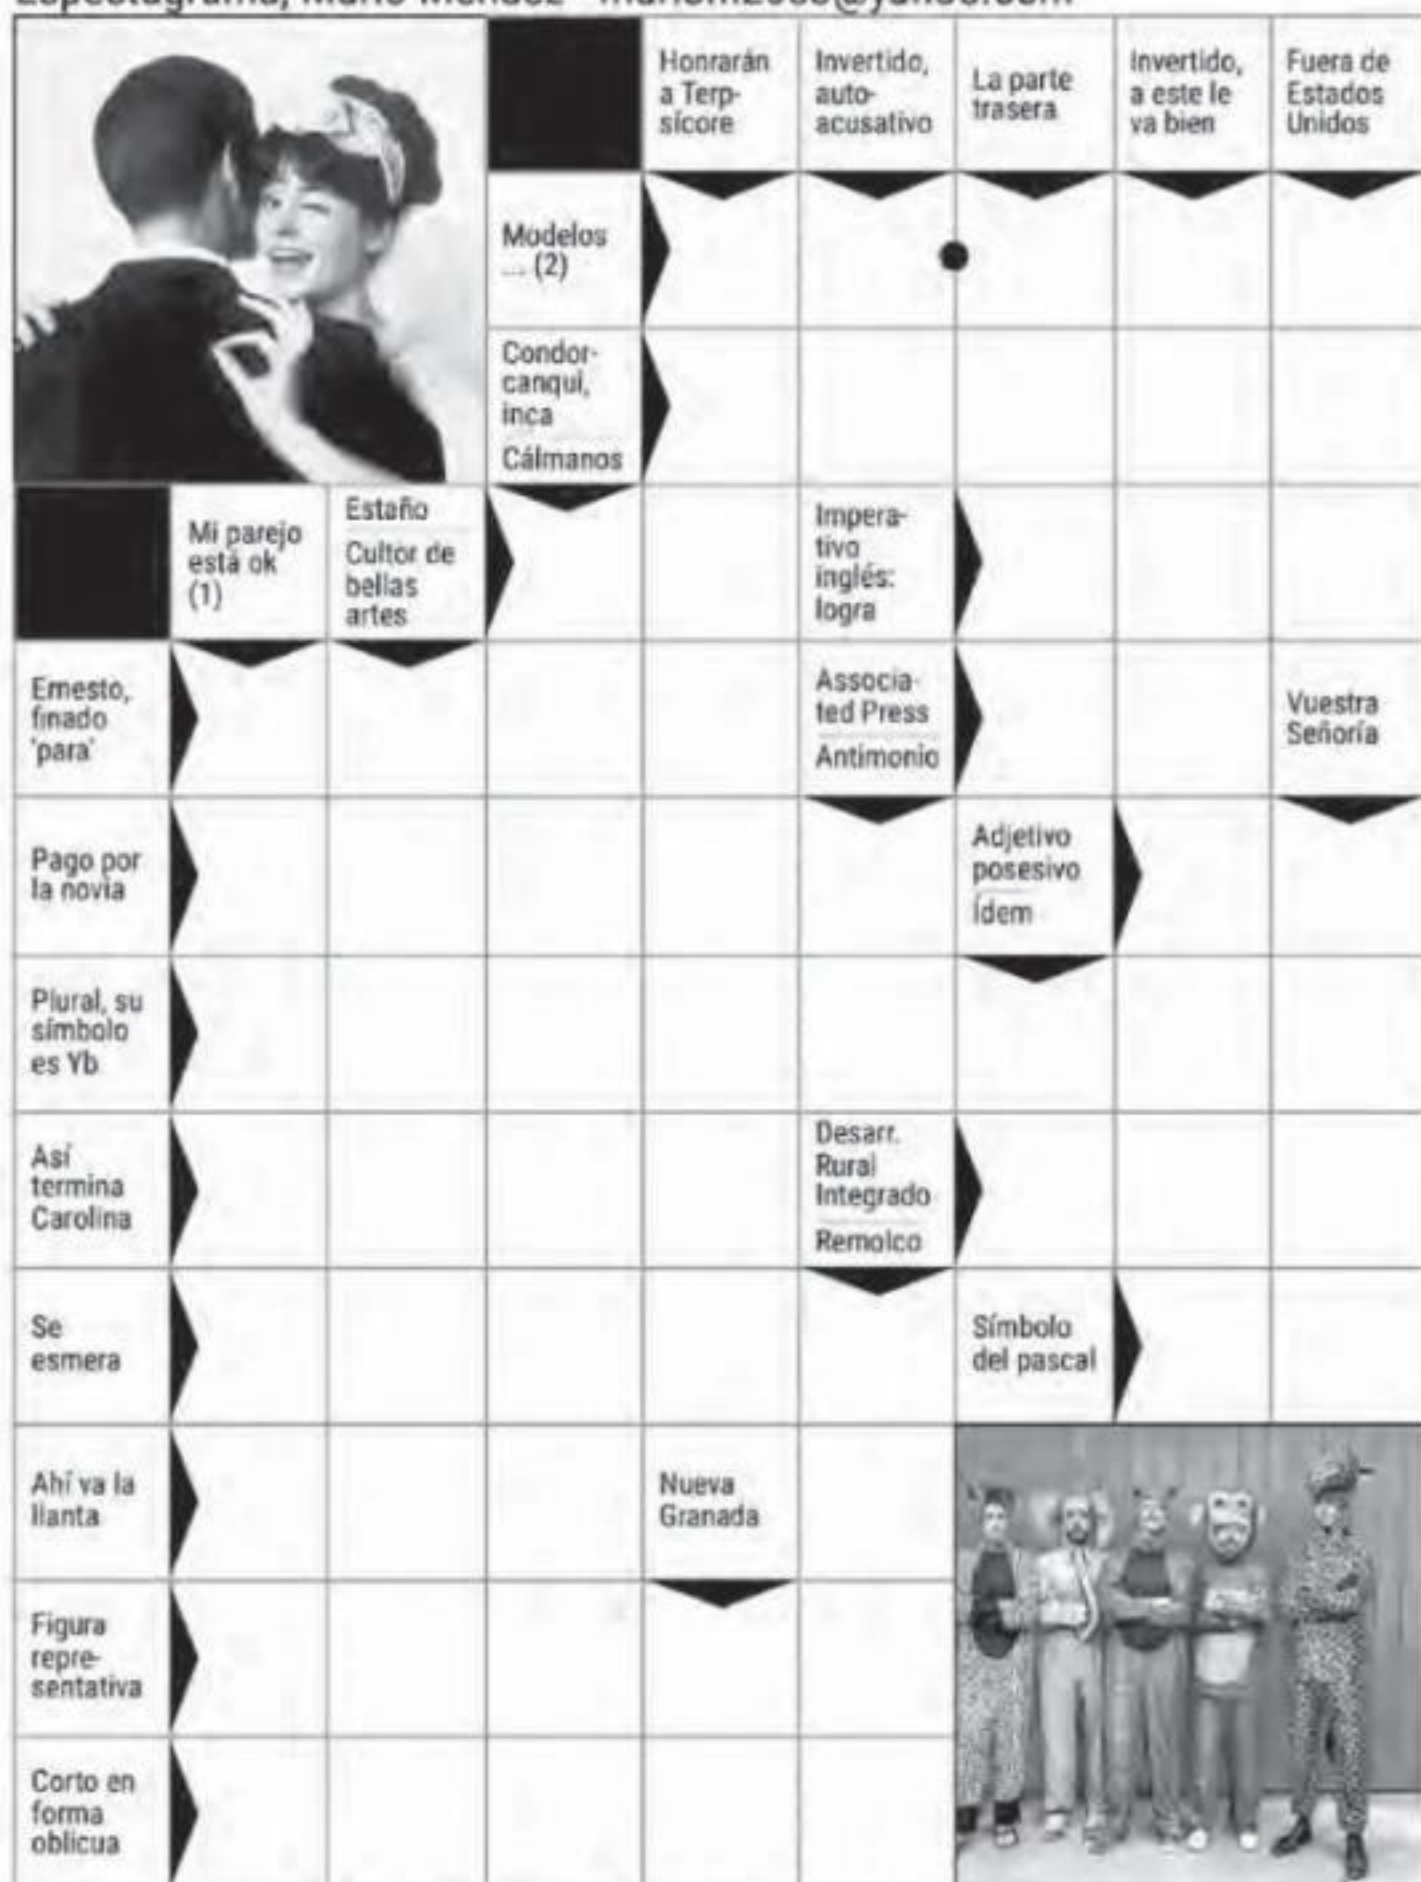 Honrarán
a Terp-
sícore
Invertido,
auto-
acusativo
La parte
trasera
Invertido,
a este le
va bien
Fuera de
Estados
Unidos
Modelos
... (2)
Condor-
canqui,
inca
Cálmanos
Mi parejo
está ok
(1)
Estaño
Cultor de
bellas
artes
Impera-
tivo
inglés:
logra
Ernesto,
finado
'para'
Associa-
ted Press
Antimonio
Vuestra
Señoría
Pago por
la novia
Adjetivo
posesivo
Ídem
Plural, su
símbolo
es Yb
Así
termina
Carolina
Desarr.
Rural
Integrado
Remolco
Se
esmera
Símbolo
del pascal
Ahí va la
llanta
Nueva
Granada
Figura
repre-
sentativa
Corto en
forma
oblicua